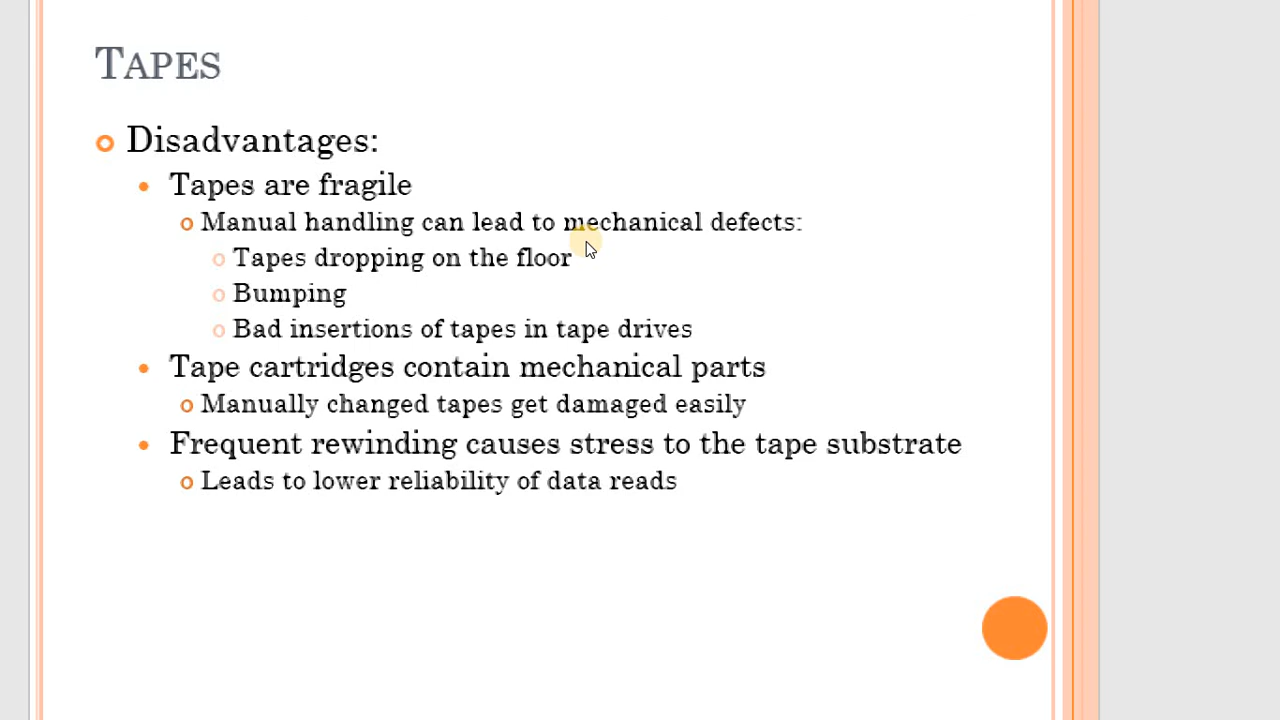 TAPES
Disadvantages:
Tapes are fragile
Manual handling can lead to mechanical defects:
Tapes dropping on the floor
Bumping
Bad insertions of tapes in tape drives
Tape cartridges contain mechanical parts
Manually changed tapes get damaged easily
Frequent rewinding causes stress to the tape substrate
Leads to lower reliability of data reads